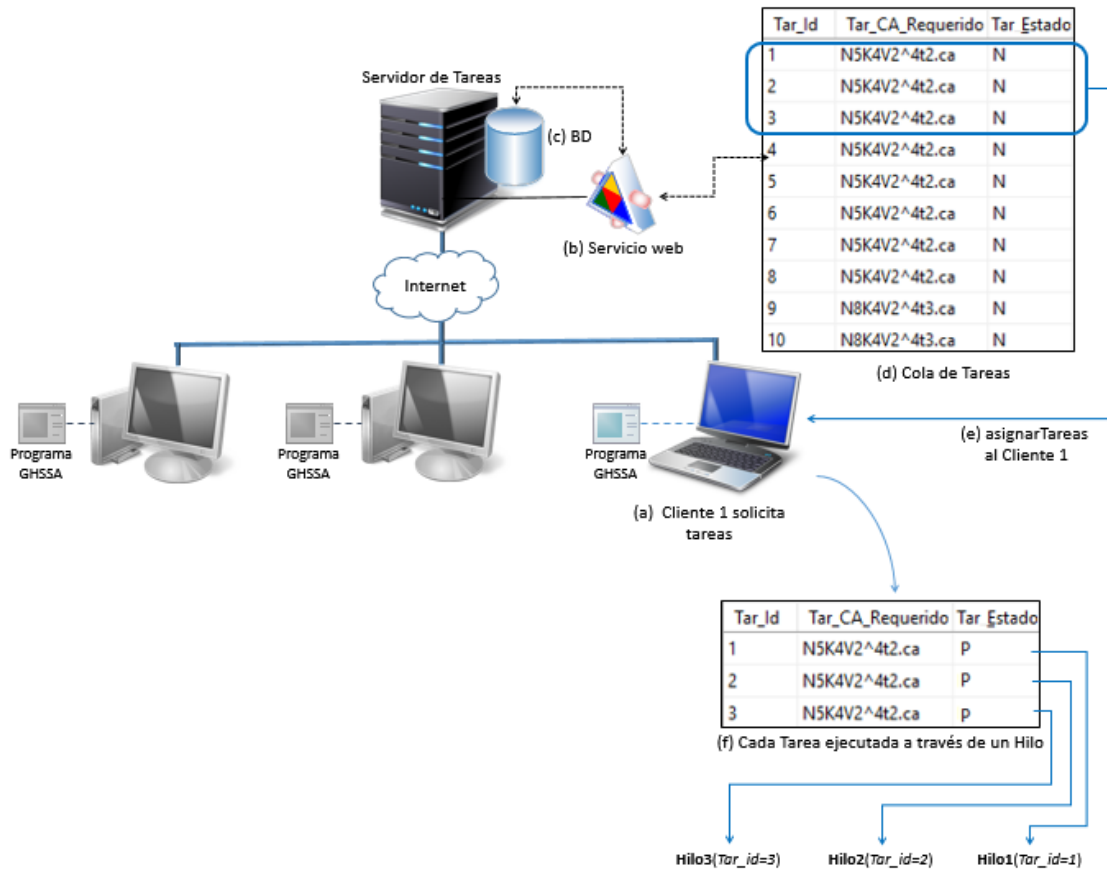 Tar_Id Tar_CA_Requerido Tar_Estado
1 N5K4V2^4t2.ca N
2 N5K4V2^4t2.ca N
3 N5K4V2^4t2.ca N
4 N5K4V2^4t2.ca N
5 N5K4V2^4t2.ca N
6 N5K4V2^4t2.ca N
7 N5K4V2^4t2.ca N
8 N5K4V2^4t2.ca N
9 N8K4V2^4t3.ca N
10 N8K4V2^4t3.ca N
(d) Cola de Tareas
Servidor de Tareas
(c) BD
(b) Servicio web
Internet
Programa
GHSSA
Programa
GHSSA
Programa
GHSSA
(e) asignarTareas
al Cliente 1
(a) Cliente 1 solicita
tareas
Tar_Id Tar_CA_Requerido Tar_Estado
1 N5K4V2^4t2.ca P
2 N5K4V2^4t2.ca P
3 N5K4V2^4t2.ca P
(f) Cada Tarea ejecutada a través de un Hilo
Hilo3(Tar_id=3) Hilo2(Tar_id=2) Hilo1(Tar_id=1)